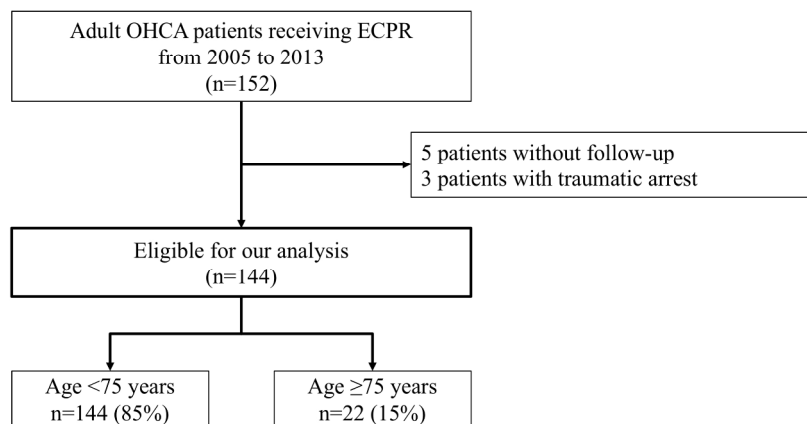 Adult OHCA patients receiving ECPR
from 2005 to 2013
(n=152)
5 patients without follow-up
3 patients with traumatic arrest
Eligible for our analysis
(n=144)
Age <75 years
n=144 (85%)
Age ≥75 years
n=22 (15%)